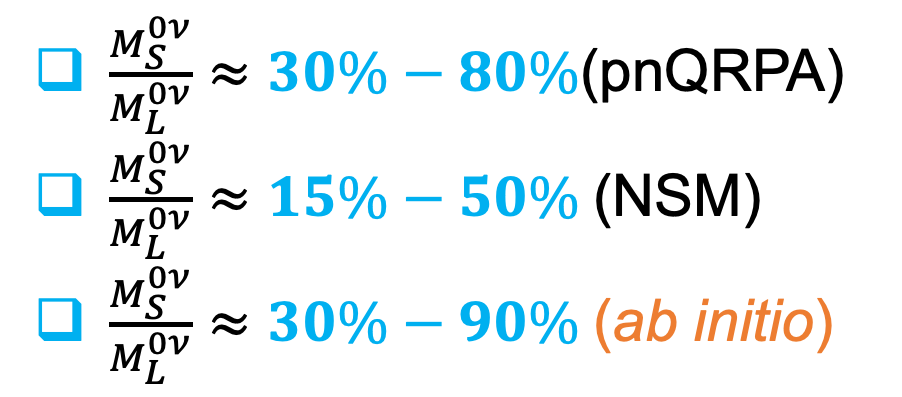 ❑ M_S^{0ν}/M_L^{0ν} ≈ 30% − 80%(pnQRPA)
❑ M_S^{0ν}/M_L^{0ν} ≈ 15% − 50% (NSM)
❑ M_S^{0ν}/M_L^{0ν} ≈ 30% − 90% (ab initio)